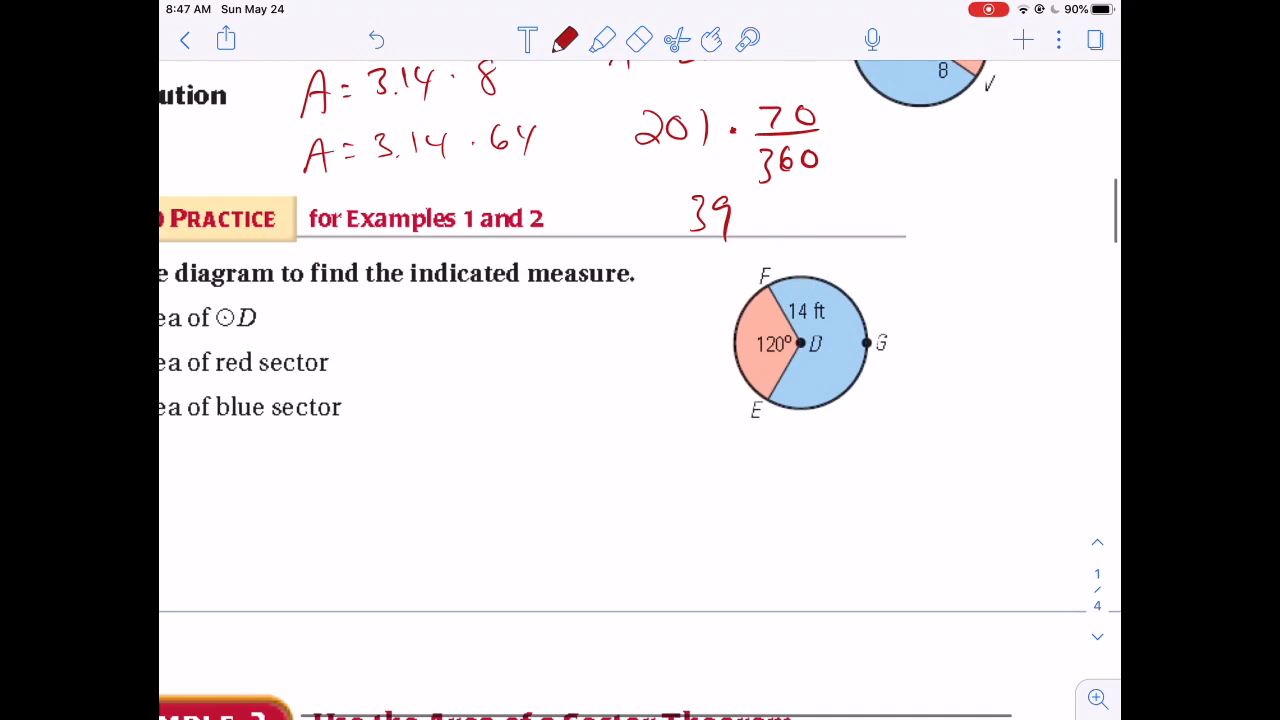 8:47 AM Sun May 24
90%
T
A = 3.14 · 8
8
V
ution
A = 3.14 · 64
201 · 70
360
PRACTICE for Examples 1 and 2
39
e diagram to find the indicated measure.
F
ea of ⊙D
14 ft
120° D G
ea of red sector
ea of blue sector
E
1
/
4